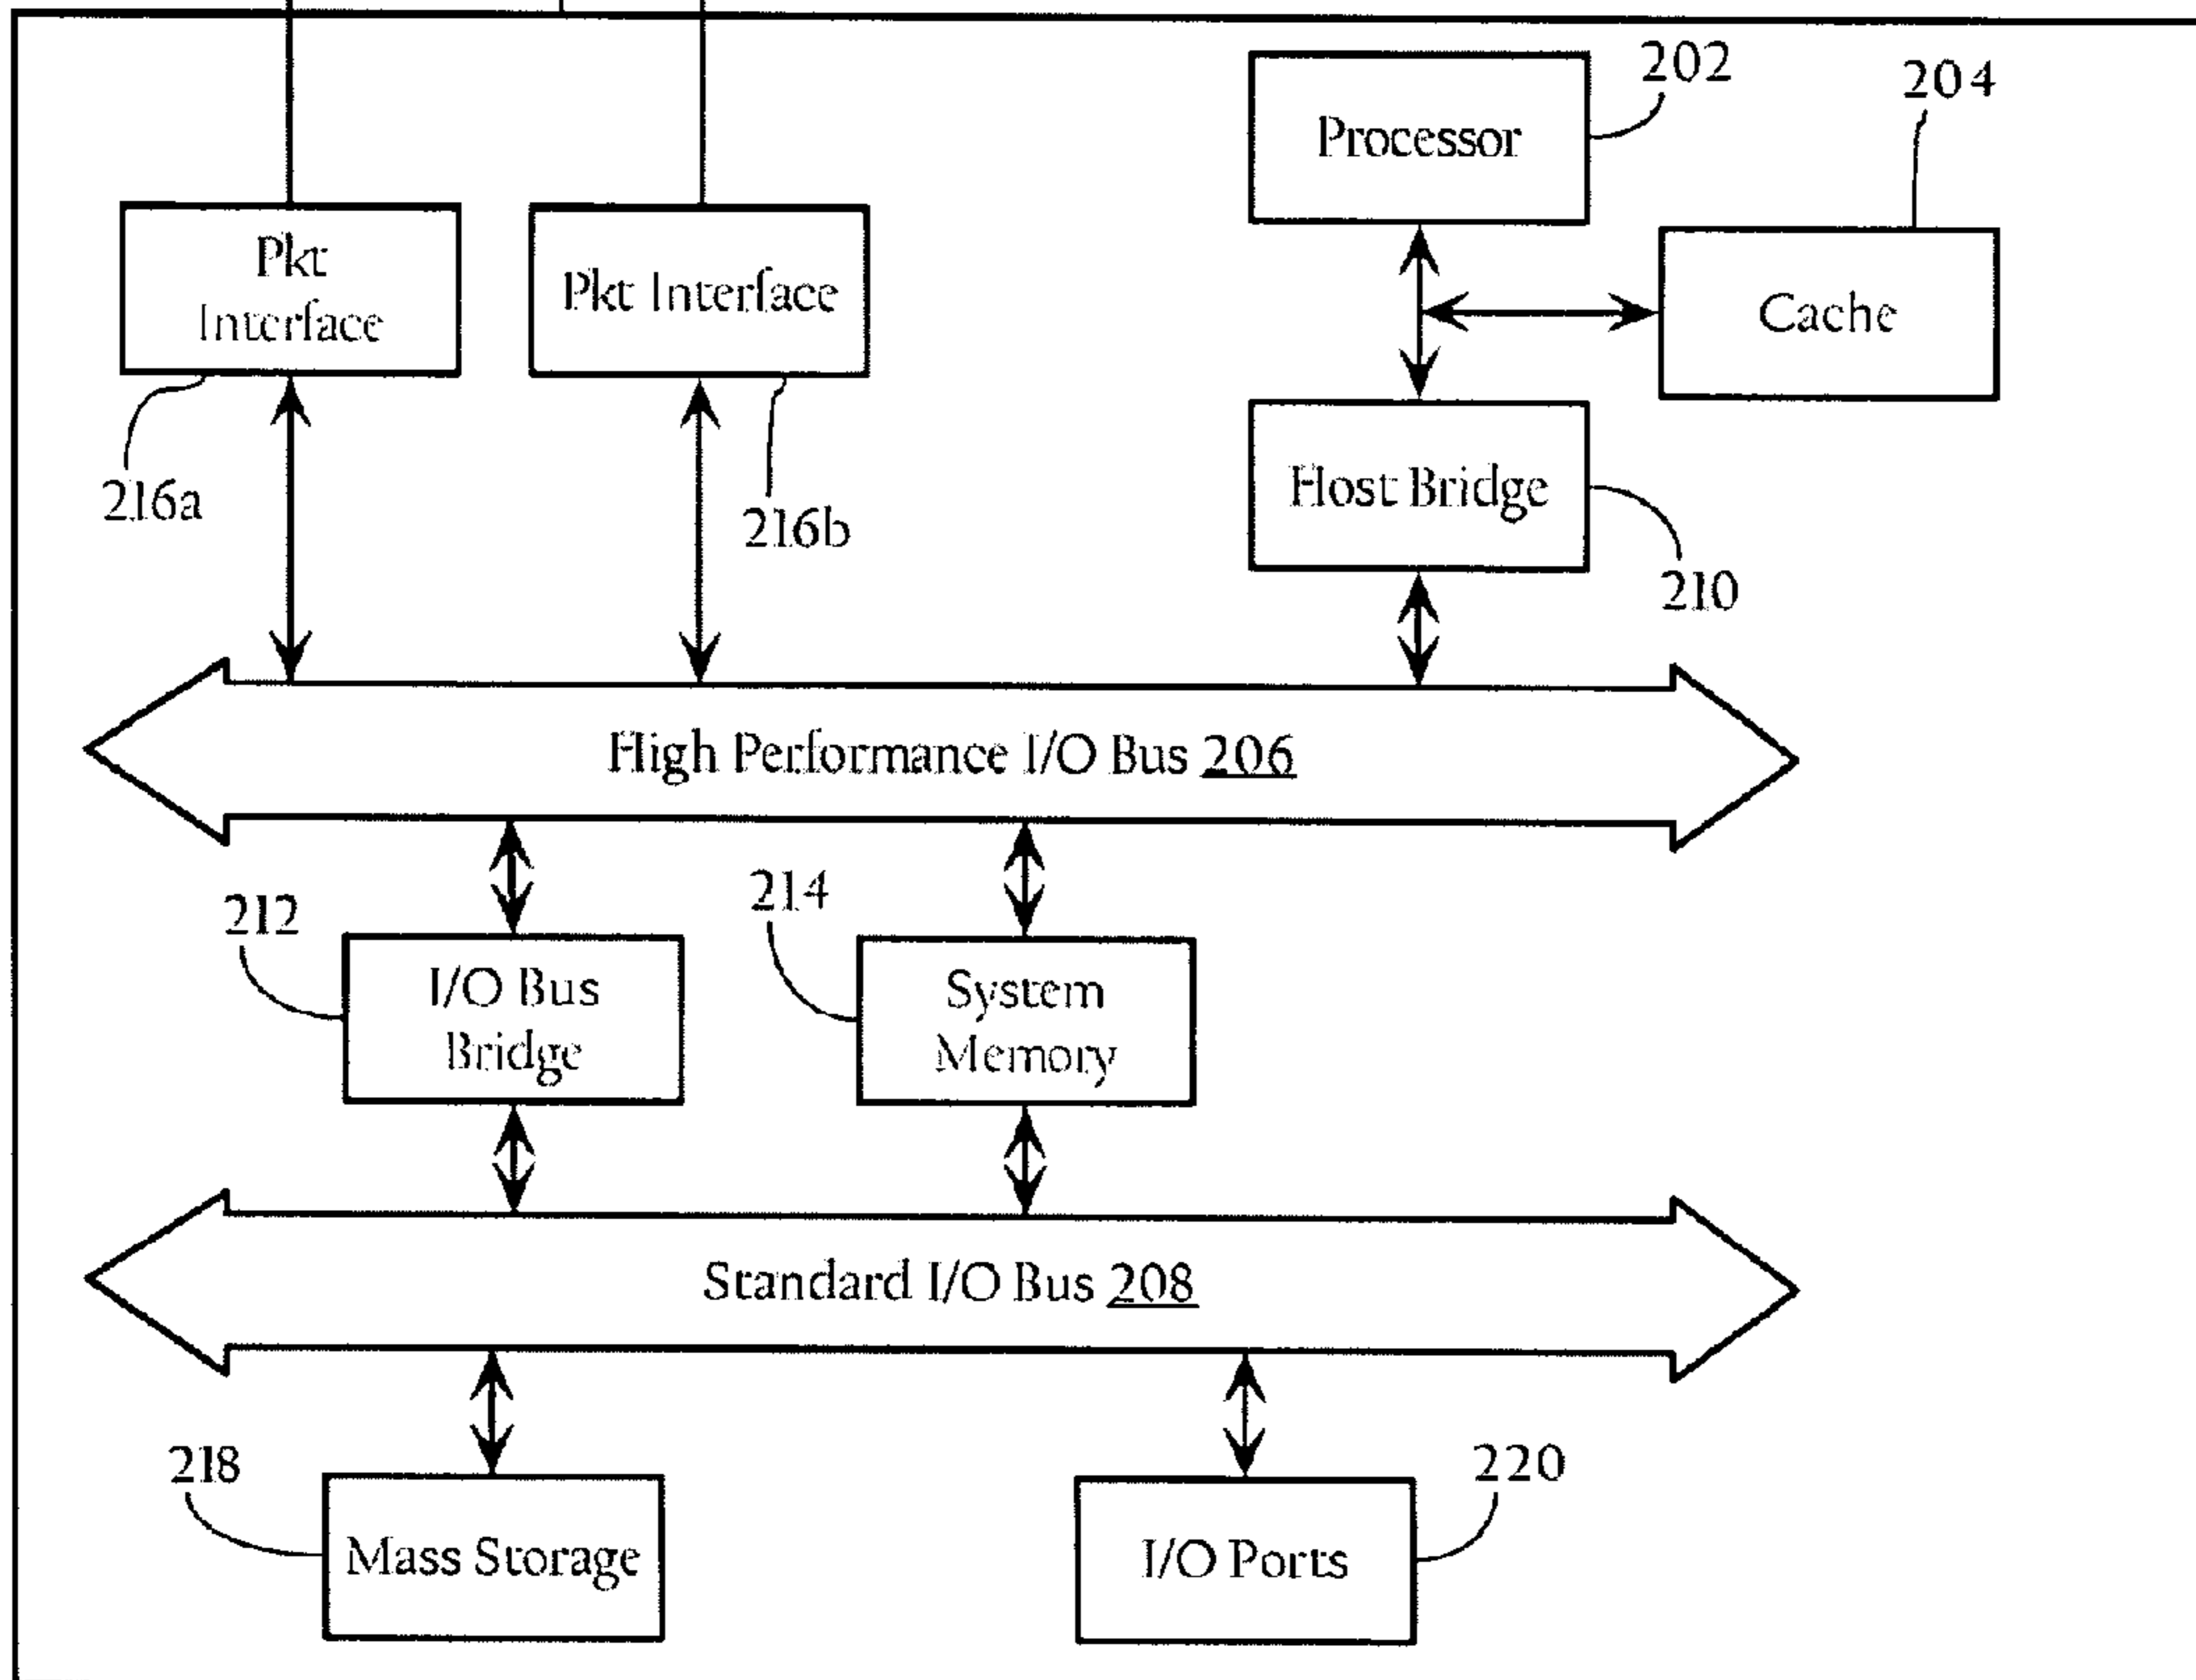 202
204
Processor
Pkt
Interface
Pkt Interface
Cache
216a
216b
Host Bridge
210
High Performance I/O Bus 206
212
214
I/O Bus
Bridge
System
Memory
Standard I/O Bus 208
218
220
Mass Storage
I/O Ports